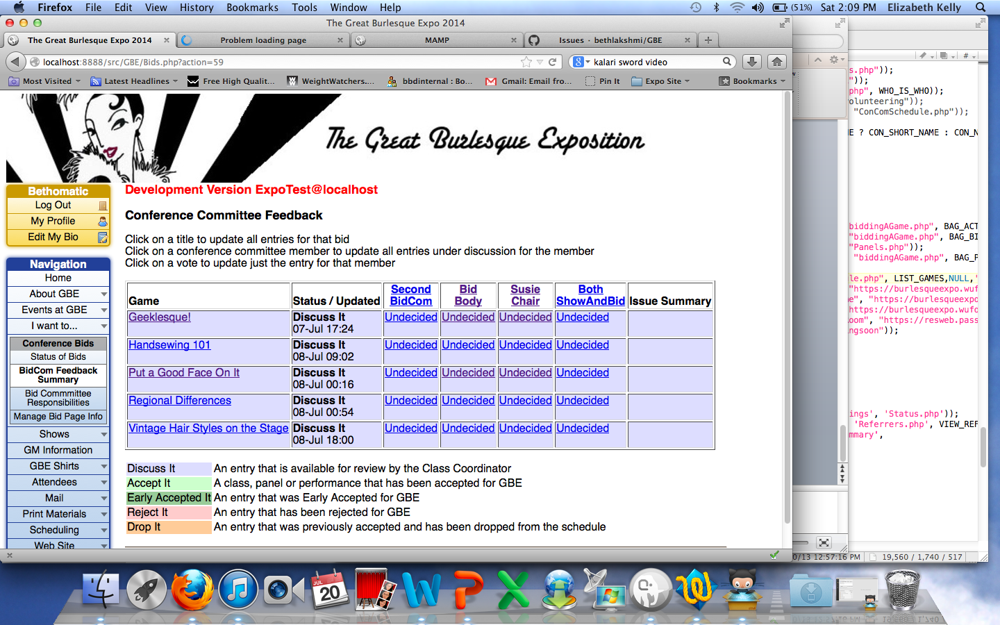 Firefox File Edit View History Bookmarks Tools Window Help
(51%) Sat 2:09 PM Elizabeth Kelly
The Great Burlesque Expo 2014
The Great Burlesque Expo 2014
Problem loading page
MAMP
Issues · bethlakshmi/GBE
localhost:8888/src/GBE/Bids.php?action=59
kalari sword video
Most Visited
Latest Headlines
Free High Qualit...
WeightWatchers....
bbdinternal : Bo...
Gmail: Email fro...
Pin It
Expo Site
Bookmarks
The Great Burlesque Exposition
Bethomatic
Log Out
My Profile
Edit My Bio
Navigation
Home
About GBE
Events at GBE
I want to...
Conference Bids
Status of Bids
BidCom Feedback
Summary
Bid Commmittee
Responsibilities
Manage Bid Page Info
Shows
GM Information
GBE Shirts
Attendees
Mail
Print Materials
Scheduling
Web Site
Development Version ExpoTest@localhost
Conference Committee Feedback
Click on a title to update all entries for that bid
Click on a conference committee member to update all entries under discussion for the member
Click on a vote to update just the entry for that member
Game Status / Updated Second BidCom Bid Body Susie Chair Both ShowAndBid Issue Summary
Geeklesque! Discuss It 07-Jul 17:24 Undecided Undecided Undecided Undecided
Handsewing 101 Discuss It 08-Jul 09:02 Undecided Undecided Undecided Undecided
Put a Good Face On It Discuss It 08-Jul 00:16 Undecided Undecided Undecided Undecided
Regional Differences Discuss It 08-Jul 00:54 Undecided Undecided Undecided Undecided
Vintage Hair Styles on the Stage Discuss It 08-Jul 18:00 Undecided Undecided Undecided Undecided
Discuss It An entry that is available for review by the Class Coordinator
Accept It A class, panel or performance that has been accepted for GBE
Early Accepted It An entry that was Early Accepted for GBE
Reject It An entry that has been rejected for GBE
Drop It An entry that was previously accepted and has been dropped from the schedule
s.php"));
"));
php", WHO_IS_WHO));
olunteering"));
"ConComSchedule.php"));
ME ? CON_SHORT_NAME : CON_N
biddingAGame.php", BAG_ACT
"biddingAGame.php", BAG_BI
"Panels.php"));
"biddingAGame.php", BAG_P
le.php", LIST_GAMES,NULL,'
"https://burlesqueexpo.wuf
e", "https://burlesqueexpo
https://burlesqueexpo.wufo
oom", "https://resweb.pass
ngsoon"));
ings', 'Status.php'));
'Referrers.php', VIEW_REF
mmary',
0/13 12:57:16 PM
19,560 / 1,740 / 517
JUL
20